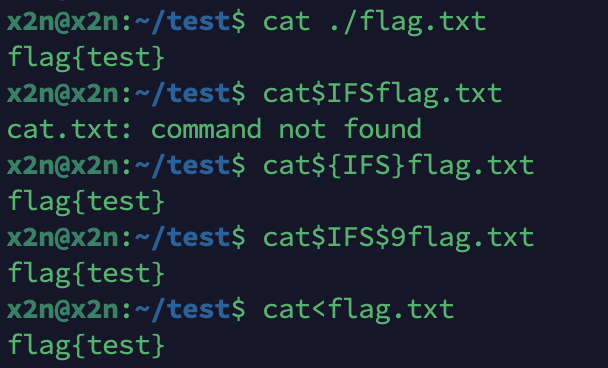 x2n@x2n:~/test$ cat ./flag.txt
flag{test}
x2n@x2n:~/test$ cat$IFSflag.txt
cat.txt: command not found
x2n@x2n:~/test$ cat${IFS}flag.txt
flag{test}
x2n@x2n:~/test$ cat$IFS$9flag.txt
flag{test}
x2n@x2n:~/test$ cat<flag.txt
flag{test}